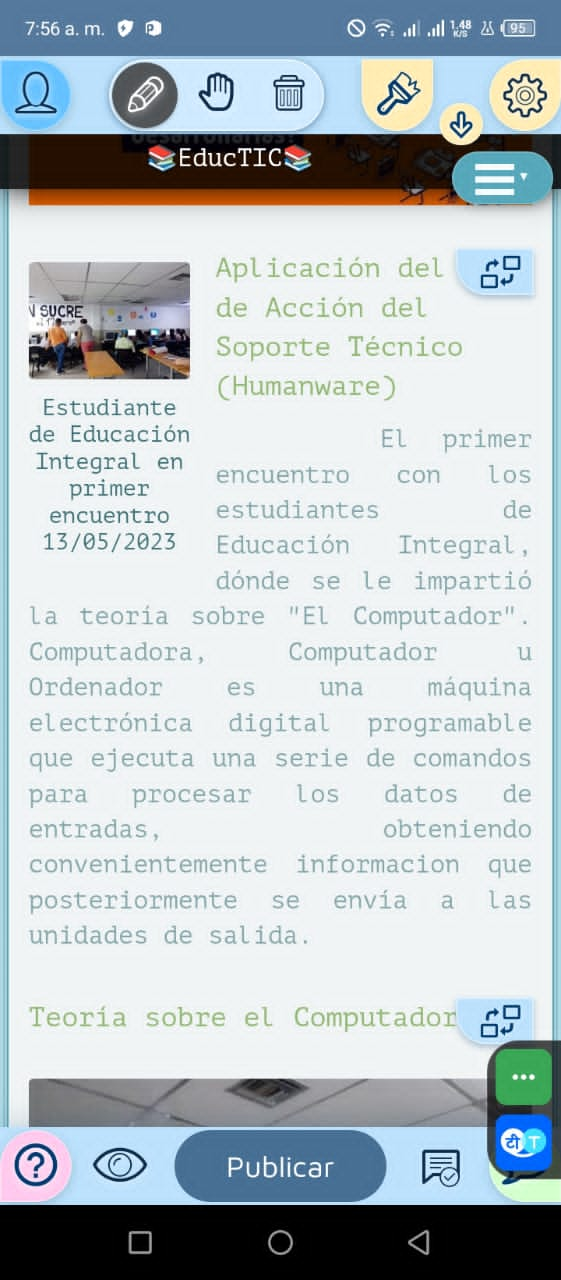 7:56 a. m.
1.48
K/S
95
desarrollarlas?
📚EducTIC📚
N SUCRE
Aplicación del
de Acción del
Soporte Técnico
(Humanware)
Estudiante
de Educación
Integral en
primer
encuentro
13/05/2023
El primer
encuentro con los
estudiantes de
Educación Integral,
dónde se le impartió
la teoría sobre "El Computador".
Computadora, Computador u
Ordenador es una máquina
electrónica digital programable
que ejecuta una serie de comandos
para procesar los datos de
entradas, obteniendo
convenientemente informacion que
posteriormente se envía a las
unidades de salida.
Teoría sobre el Computador
टी T
Publicar